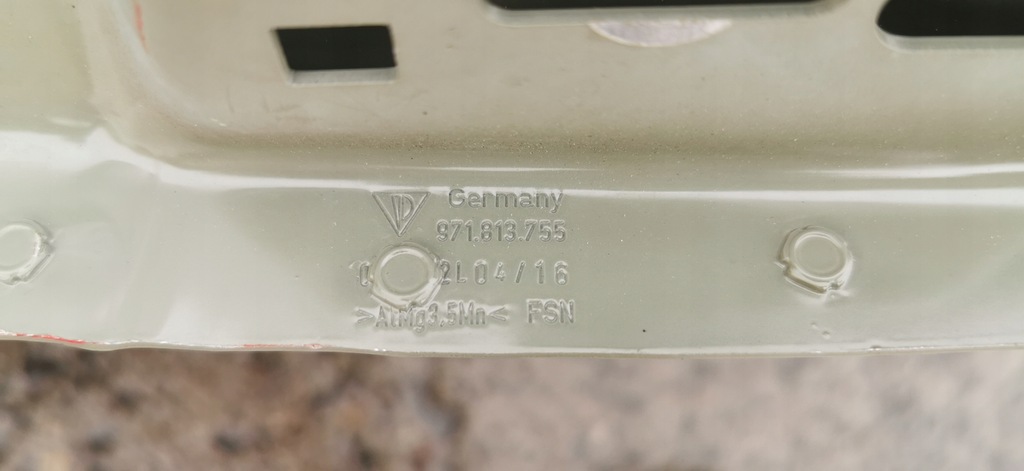 Germany
971.813.755
2L04/16
>AlMg3,5Mn< FSN